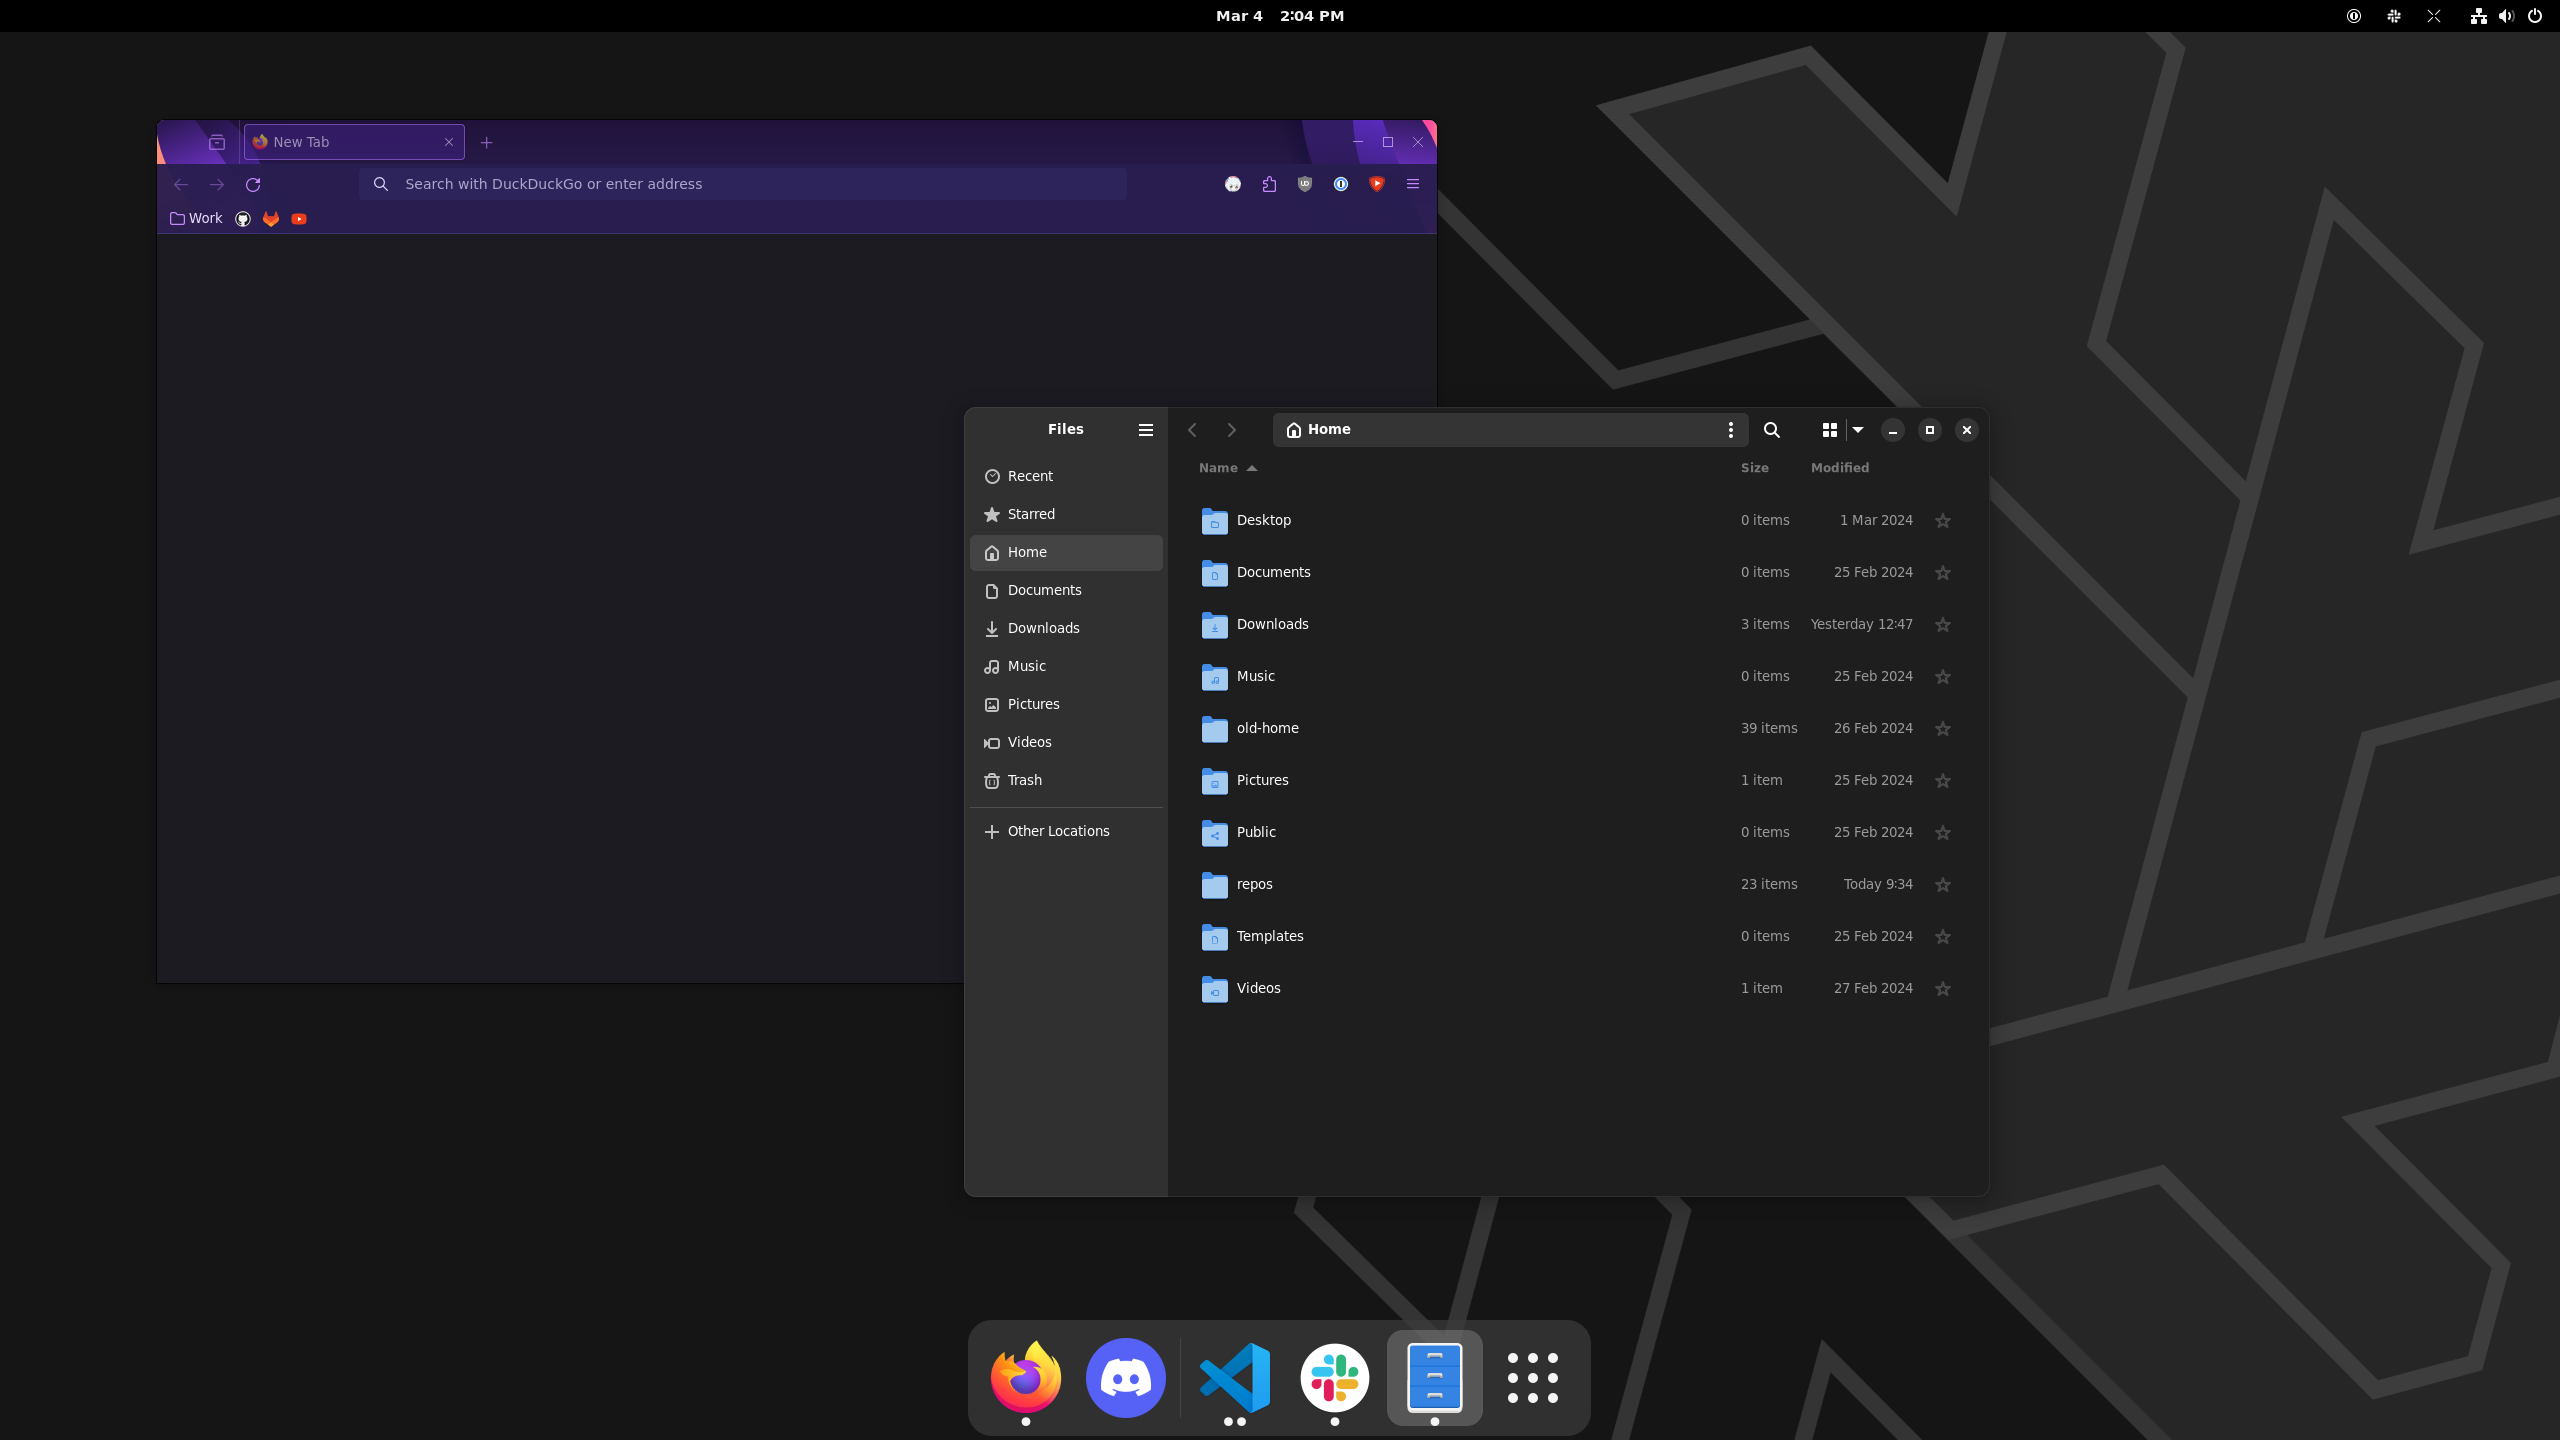 Mar 4 2:04 PM
New Tab
Search with DuckDuckGo or enter address
Work
Files
Home
Recent
Starred
Home
Documents
Downloads
Music
Pictures
Videos
Trash
Other Locations
Name Size Modified
Desktop 0 items 1 Mar 2024
Documents 0 items 25 Feb 2024
Downloads 3 items Yesterday 12:47
Music 0 items 25 Feb 2024
old-home 39 items 26 Feb 2024
Pictures 1 item 25 Feb 2024
Public 0 items 25 Feb 2024
repos 23 items Today 9:34
Templates 0 items 25 Feb 2024
Videos 1 item 27 Feb 2024